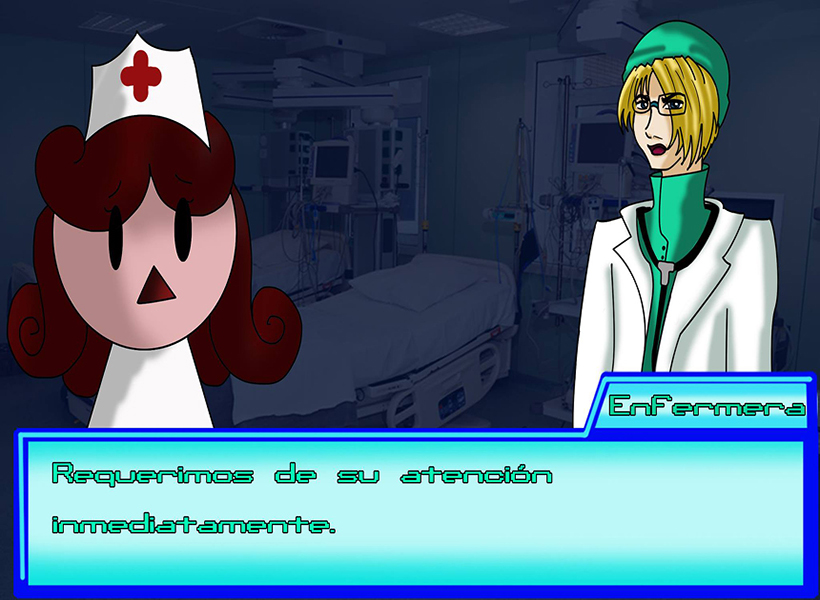 Enfermera
Requerimos de su atención
inmediatamente.